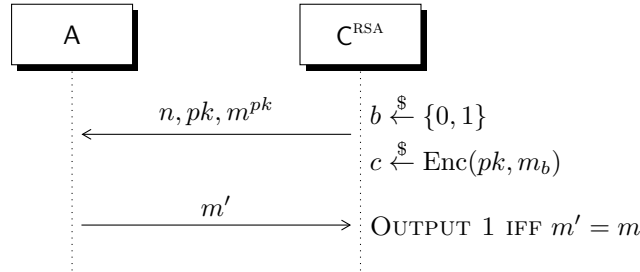 A
C^RSA
n, pk, m^pk
b ←$ {0, 1}
c ←$ Enc(pk, m_b)
m′
OUTPUT 1 IFF m′ = m